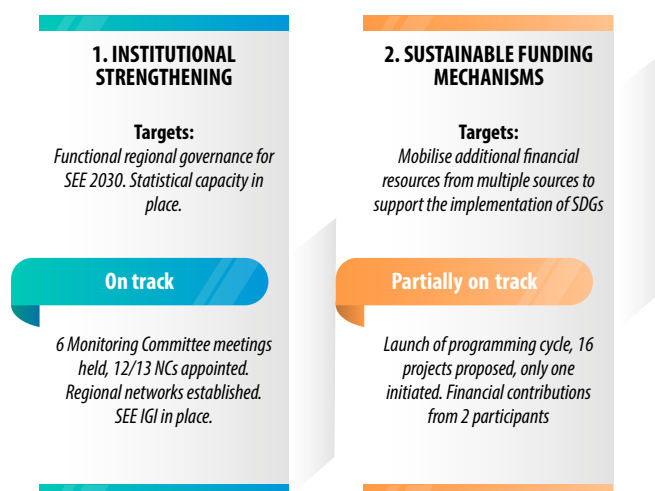 1. INSTITUTIONAL
STRENGTHENING
Targets:
Functional regional governance for
SEE 2030. Statistical capacity in
place.
On track
6 Monitoring Committee meetings
held, 12/13 NCs appointed.
Regional networks established.
SEE IGI in place.
2. SUSTAINABLE FUNDING
MECHANISMS
Targets:
Mobilise additional financial
resources from multiple sources to
support the implementation of SDGs
Partially on track
Launch of programming cycle, 16
projects proposed, only one
initiated. Financial contributions
from 2 participants